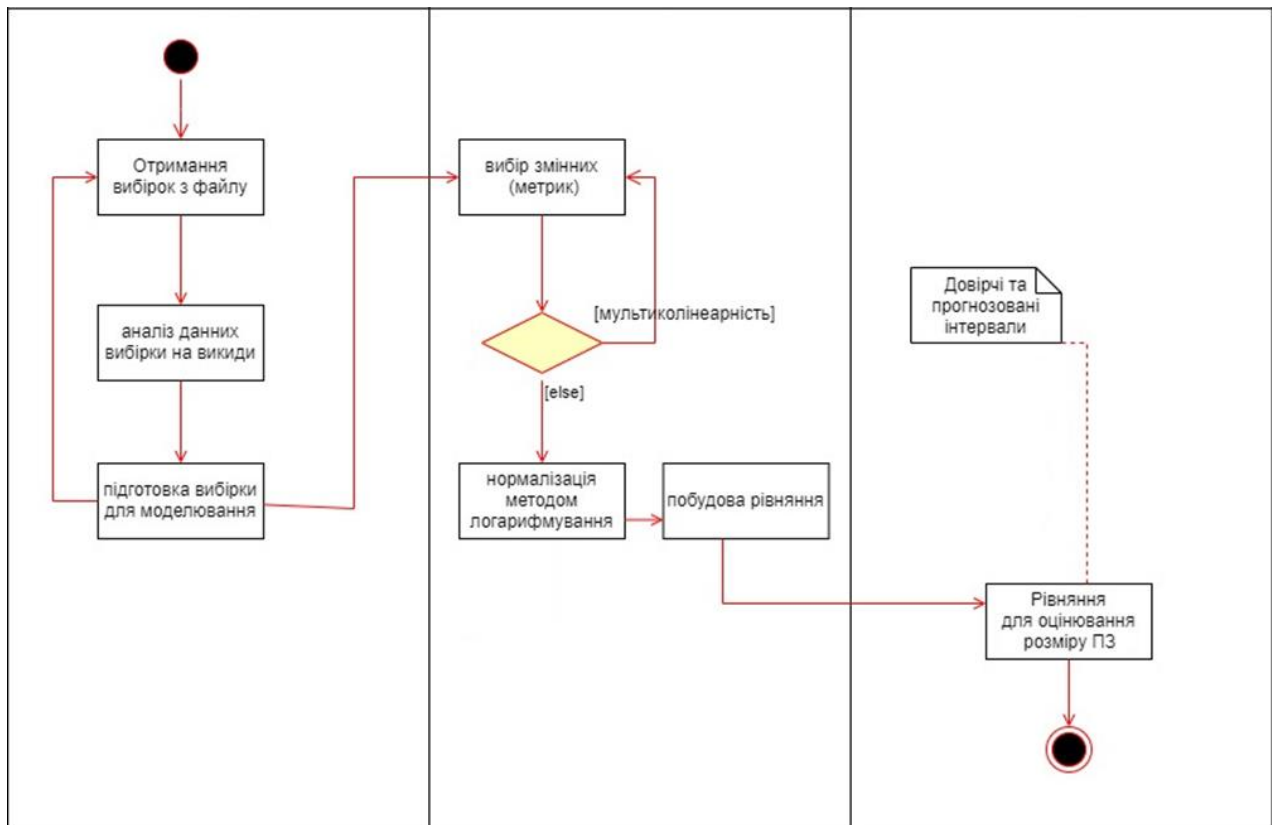 Отримання
вибірок з файлу
аналіз данних
вибірки на викиди
підготовка вибірки
для моделювання
вибір змінних
(метрик)
[мультиколінеарність]
[else]
нормалізація
методом
логарифмування
побудова рівняння
Довірчі та
прогнозовані
інтервали
Рівняння
для оцінювання
розміру ПЗ